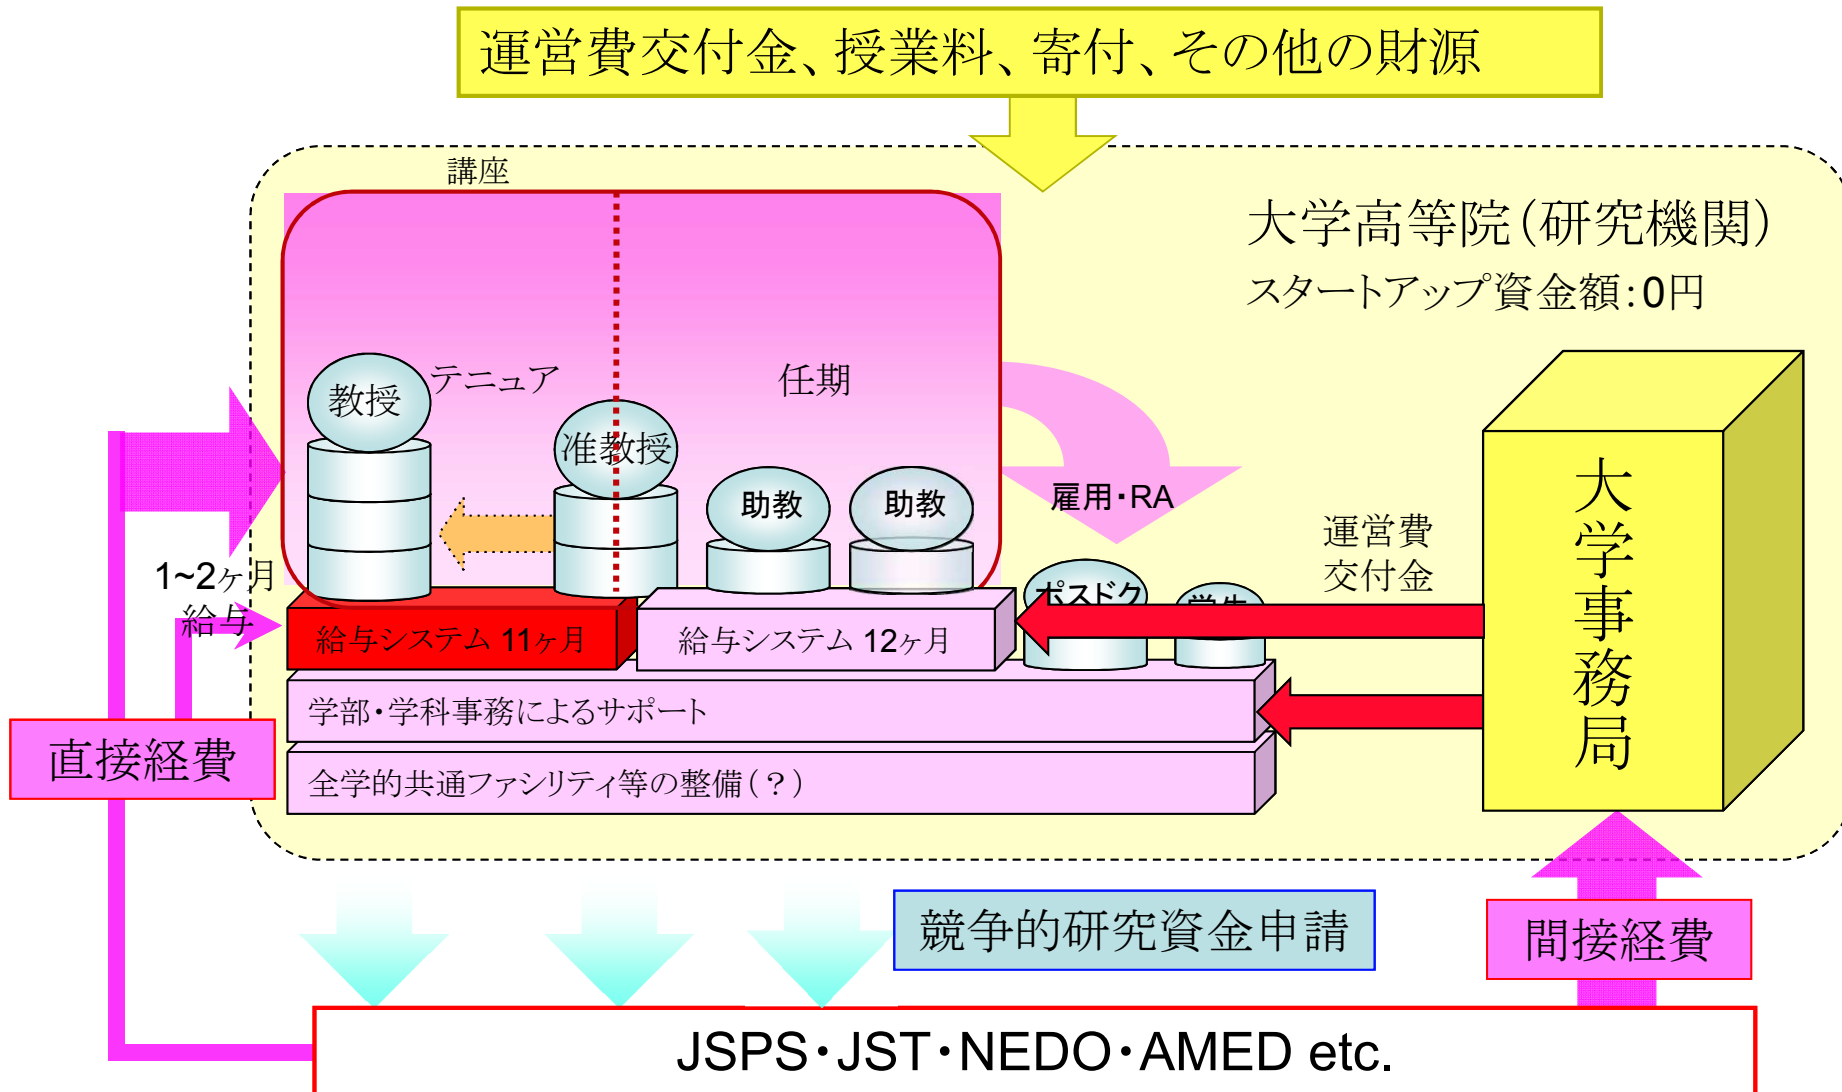 運営費交付金、授業料、寄付、その他の財源
講座
大学高等院(研究機関)
スタートアップ資金額:0円
教授
テニュア
准教授
任期
助教
助教
雇用・RA
運営費
交付金
大学事務局
1~2ヶ月
給与
ポスドク
学生
給与システム 11ヶ月
給与システム 12ヶ月
学部・学科事務によるサポート
直接経費
全学的共通ファシリティ等の整備(?)
競争的研究資金申請
間接経費
JSPS・JST・NEDO・AMED etc.